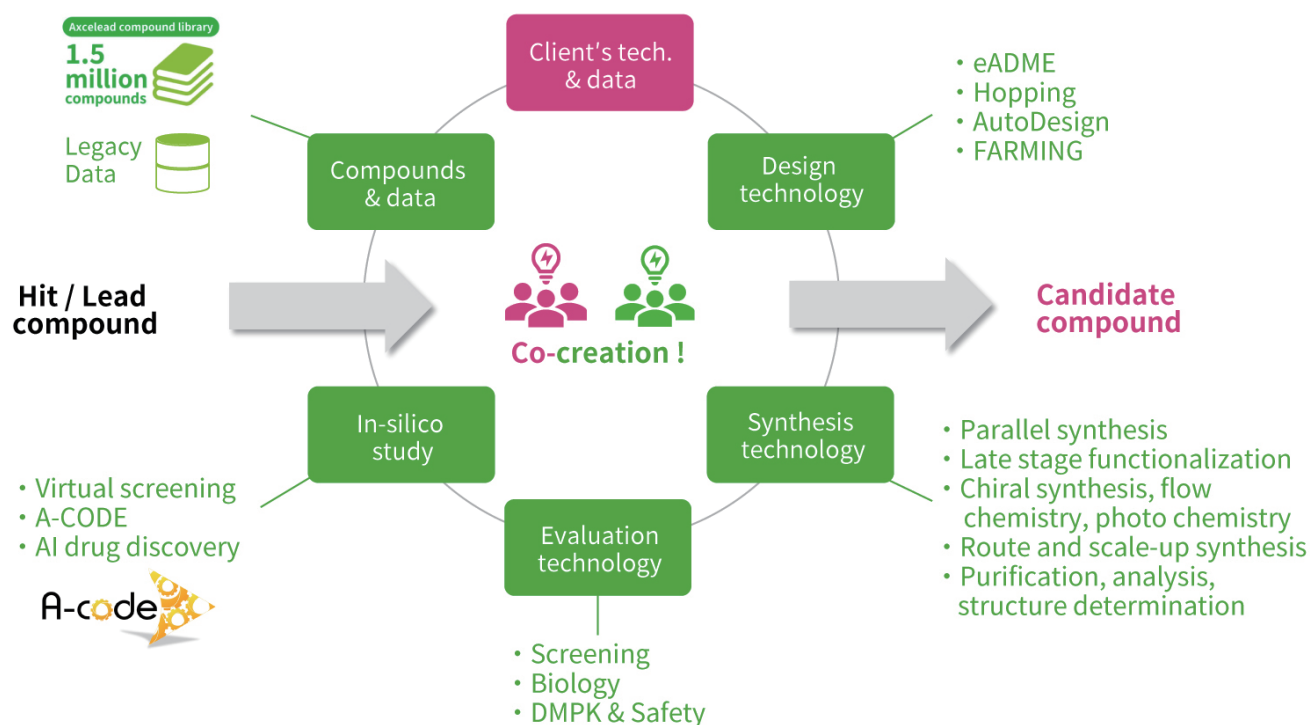 Axcelead compound library
1.5
million
compounds
Legacy
Data
Client's tech.
& data
・eADME
・Hopping
・AutoDesign
・FARMING
Compounds
& data
Design
technology
Hit / Lead
compound
Co-creation !
Candidate
compound
In-silico
study
Synthesis
technology
・Virtual screening
・A-CODE
・AI drug discovery
A-code
Evaluation
technology
・Parallel synthesis
・Late stage functionalization
・Chiral synthesis, flow
chemistry, photo chemistry
・Route and scale-up synthesis
・Purification, analysis,
structure determination
・Screening
・Biology
・DMPK & Safety